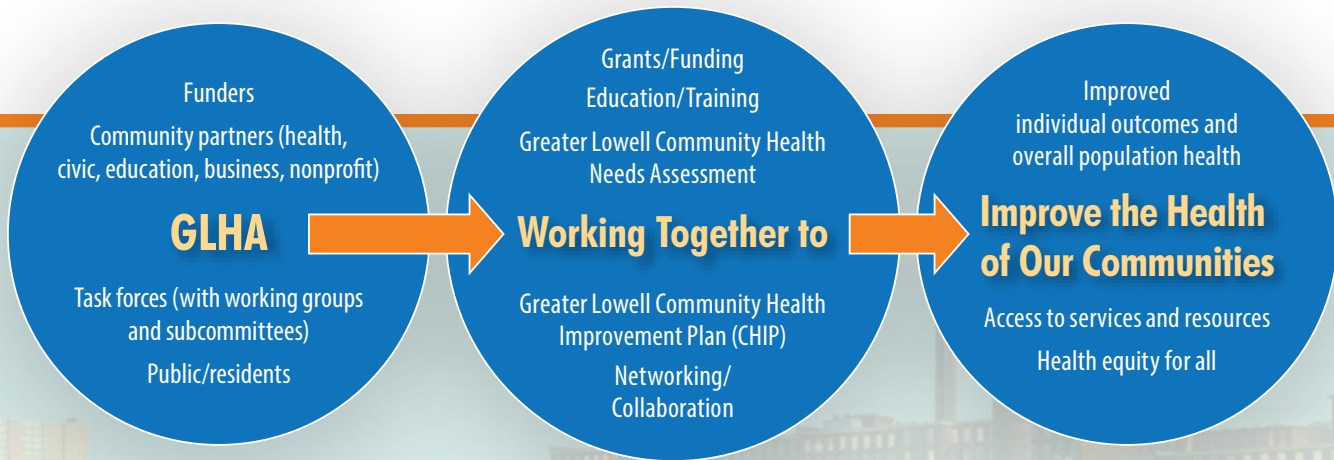 Funders
Community partners (health,
civic, education, business, nonprofit)
GLHA
Task forces (with working groups
and subcommittees)
Public/residents
Grants/Funding
Education/Training
Greater Lowell Community Health
Needs Assessment
Working Together to
Greater Lowell Community Health
Improvement Plan (CHIP)
Networking/
Collaboration
Improved
individual outcomes and
overall population health
Improve the Health
of Our Communities
Access to services and resources
Health equity for all